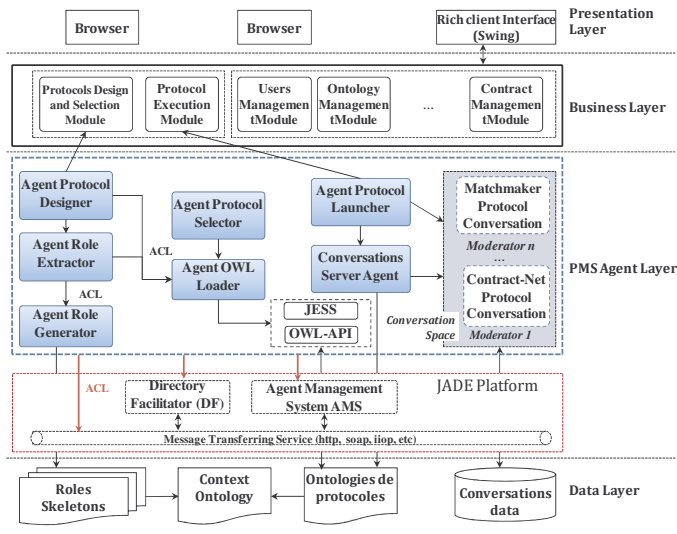 Browser
Browser
Rich client Interface
(Swing)
Presentation
Layer
Protocols Design
and Selection
Module
Protocol
Execution
Module
Users
Managemen
tModule
Ontology
Managemen
tModule
...
Contract
Managemen
tModule
Business Layer
Agent Protocol
Designer
Agent Protocol
Selector
Agent Protocol
Launcher
Matchmaker
Protocol
Conversation
Moderator n
...
Agent Role
Extractor
ACL
Agent OWL
Loader
Conversations
Server Agent
Contract-Net
Protocol
Conversation
Moderator 1
PMS Agent Layer
ACL
Agent Role
Generator
JESS
OWL-API
Conversation
Space
ACL
Directory
Facilitator (DF)
Agent Management
System AMS
JADE Platform
Message Transferring Service (http, soap, iiop, etc)
Roles
Skeletons
Context
Ontology
Ontologies de
protocoles
Conversations
data
Data Layer